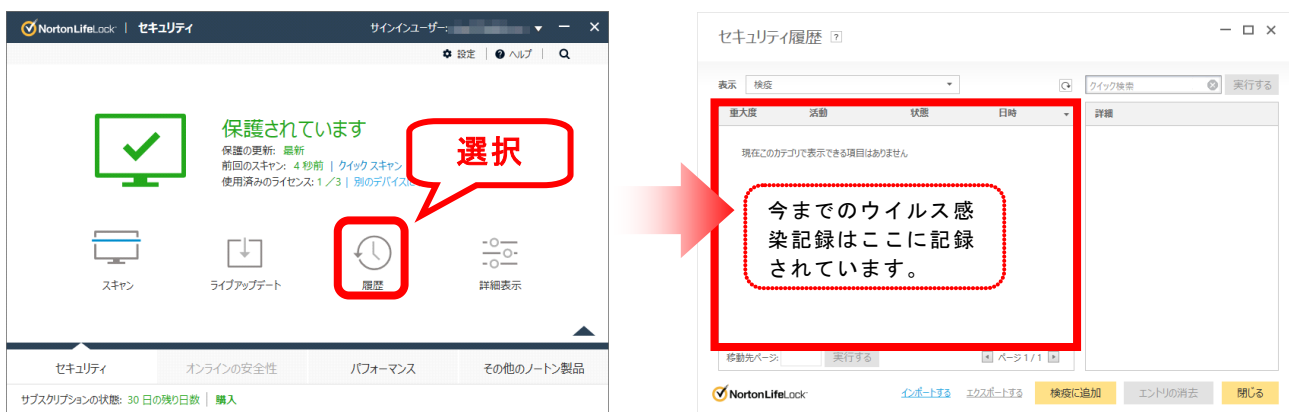 NortonLifeLock | セキュリティ
サインインユーザー:
設定 | ヘルプ |
保護されています
保護の更新: 最新
前回のスキャン: 4 秒前 | クイック スキャン
使用済みのライセンス: 1 / 3 | 別のデバイスに
選択
スキャン
ライブアップデート
履歴
詳細表示
セキュリティ
オンラインの安全性
パフォーマンス
その他のノートン製品
サブスクリプションの状態: 30 日の残り日数 | 購入
セキュリティ履歴 ?
表示 検疫
クイック検索
実行する
重大度 活動 状態 日時
詳細
現在このカテゴリで表示できる項目はありません
今までのウイルス感
染記録はここに記録
されています。
移動先ページ: 実行する
ページ 1 / 1
NortonLifeLock
インポートする エクスポートする 検疫に追加 エントリの消去 閉じる